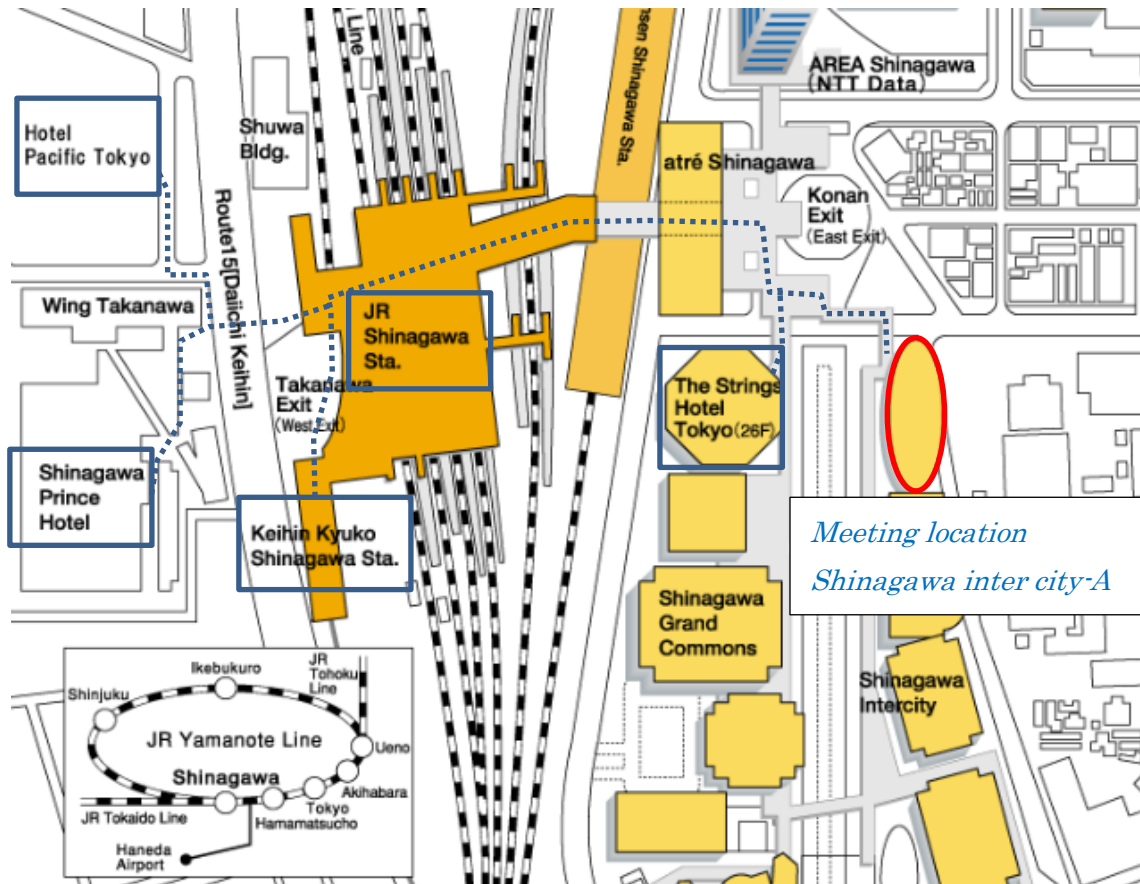 Line
nsen Shinagawa Sta.
AREA Shinagawa
(NTT Data)
Hotel
Pacific Tokyo
Shuwa
Bldg.
atré Shinagawa
Konan
Exit
(East Exit)
Route15[Daiichi Keihin]
Wing Takanawa
JR
Shinagawa
Sta.
Takanawa
Exit
(West Exit)
The Strings
Hotel
Tokyo(26F)
Shinagawa
Prince
Hotel
Keihin Kyuko
Shinagawa Sta.
Meeting location
Shinagawa inter city-A
Shinagawa
Grand
Commons
Shinagawa
Intercity
Ikebukuro
JR
Tohoku
Line
Shinjuku
JR Yamanote Line
Ueno
Shinagawa
Akihabara
Tokyo
JR Tokaido Line
Hamamatsucho
Haneda
Airport